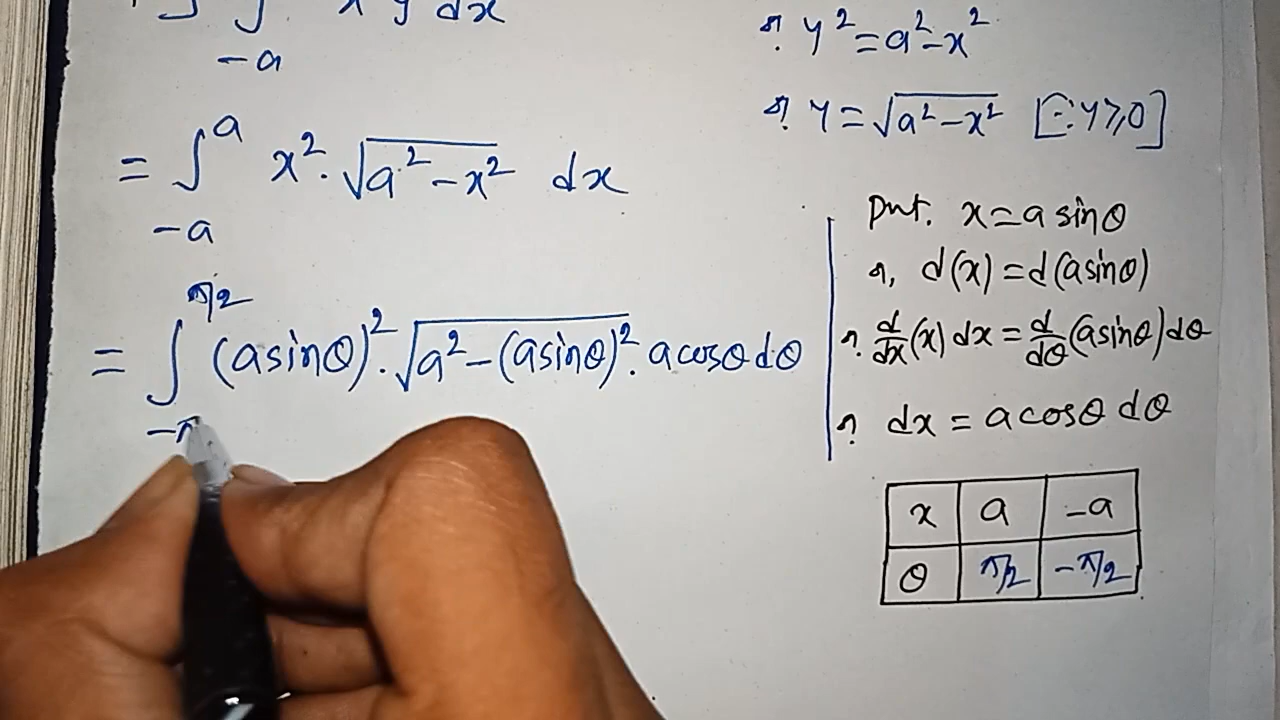 x y dx
-a
= ∫_{-a}^{a} x². √(a²-x²) dx
= ∫_{-π}^{π/2} (a sinθ)². √(a²-(a sinθ)²). a cosθ dθ
y² = a²-x²
y = √(a²-x²) [∵ y≥0]
Put. x = a sinθ
d(x) = d(a sinθ)
d/dx (x) dx = d/dθ (a sinθ) dθ
dx = a cosθ dθ
x a -a
θ π/2 -π/2